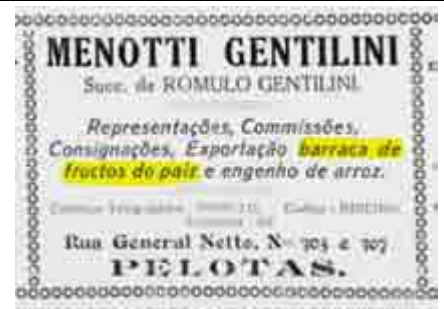 MENOTTI GENTILINI
Succ. de ROMULO GENTILINI.
Representações, Commissões,
Consignações, Exportação barraca de
fructos do paiz e engenho de arroz.
Rua General Netto, N. 303 e 307.
PELOTAS.